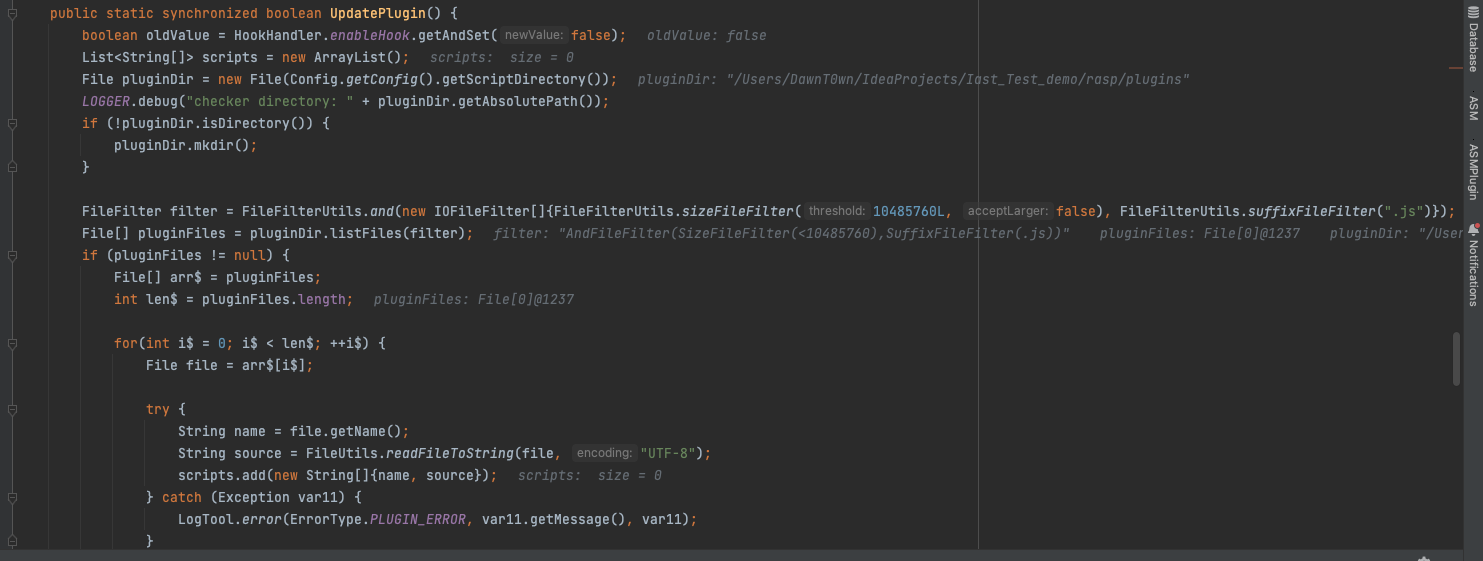 public static synchronized boolean UpdatePlugin() {
boolean oldValue = HookHandler.enableHook.getAndSet( newValue: false);   oldValue: false
List<String[]> scripts = new ArrayList();   scripts:  size = 0
File pluginDir = new File(Config.getConfig().getScriptDirectory());   pluginDir: "/Users/DawnT0wn/IdeaProjects/Iast_Test_demo/rasp/plugins"
LOGGER.debug("checker directory: " + pluginDir.getAbsolutePath());
if (!pluginDir.isDirectory()) {
pluginDir.mkdir();
}
FileFilter filter = FileFilterUtils.and(new IOFileFilter[]{FileFilterUtils.sizeFileFilter( threshold: 10485760L,  acceptLarger: false), FileFilterUtils.suffixFileFilter(".js")});
File[] pluginFiles = pluginDir.listFiles(filter);   filter: "AndFileFilter(SizeFileFilter(<10485760),SuffixFileFilter(.js))"    pluginFiles: File[0]@1237    pluginDir: "/User
if (pluginFiles != null) {
File[] arr$ = pluginFiles;
int len$ = pluginFiles.length;   pluginFiles: File[0]@1237
for(int i$ = 0; i$ < len$; ++i$) {
File file = arr$[i$];
try {
String name = file.getName();
String source = FileUtils.readFileToString(file,  encoding: "UTF-8");
scripts.add(new String[]{name, source});   scripts:  size = 0
} catch (Exception var11) {
LogTool.error(ErrorType.PLUGIN_ERROR, var11.getMessage(), var11);
}
Database
ASM
ASMPlugin
Notifications